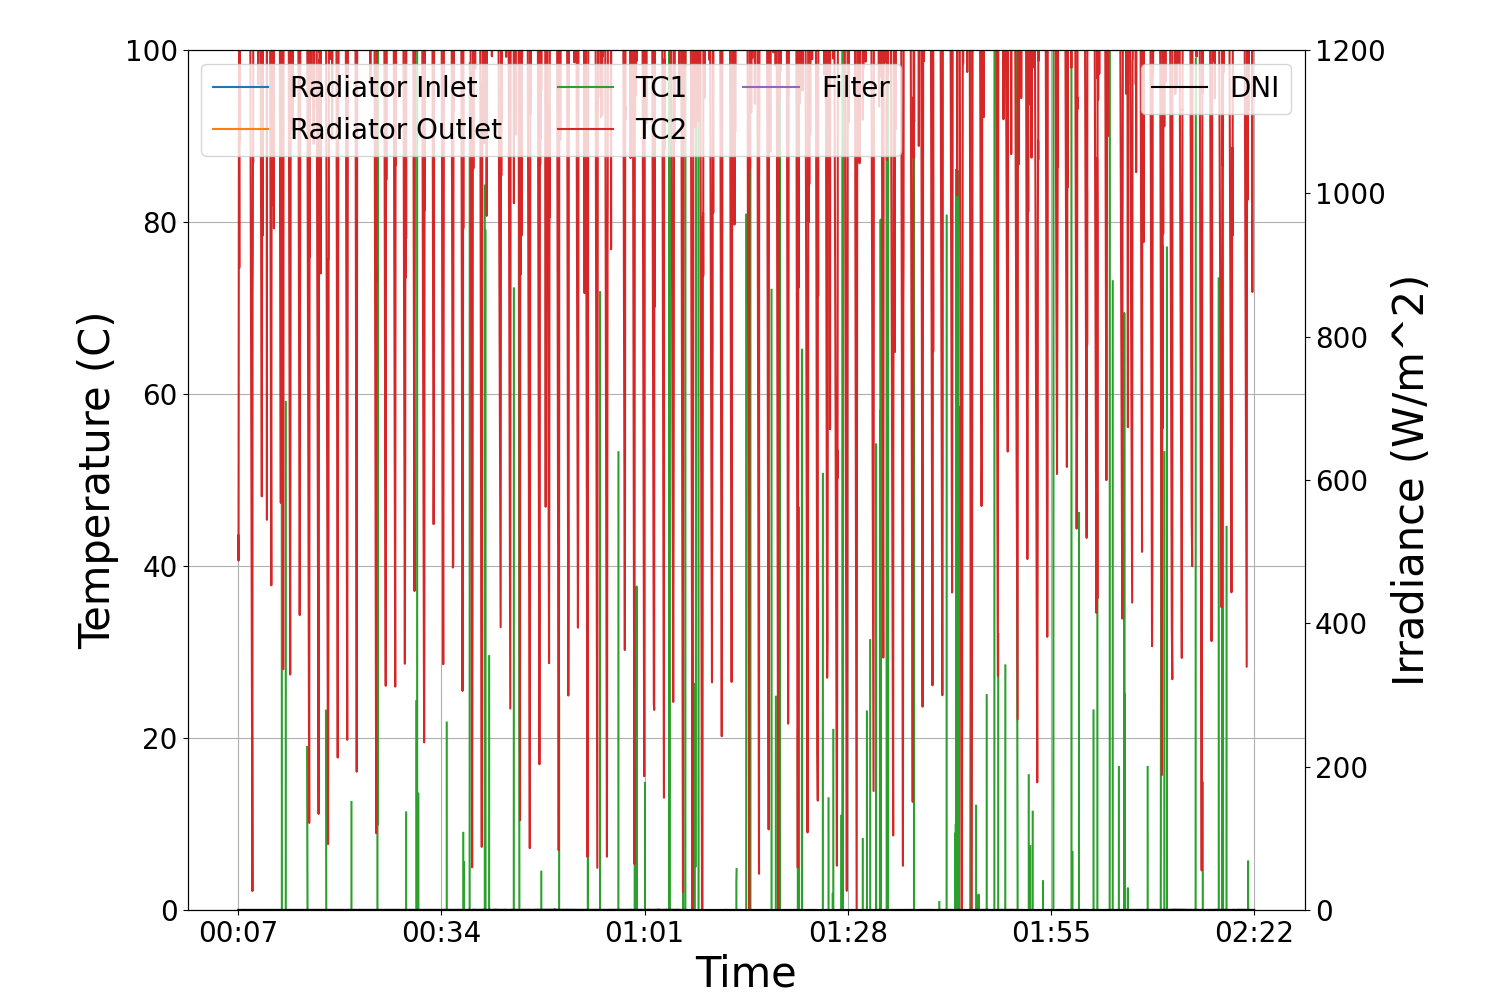 100
80
60
40
20
0
Temperature (C)
Radiator Inlet
Radiator Outlet
TC1
TC2
Filter
DNI
1200
1000
800
600
400
200
0
Irradiance (W/m^2)
00:07 00:34 01:01 01:28 01:55 02:22
Time